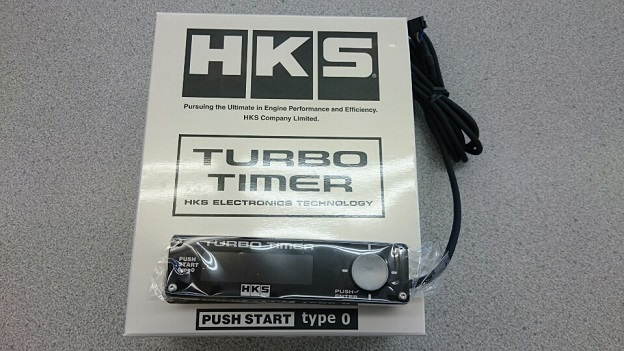 HKS®
Pursuing the Ultimate in Engine Performance and Efficiency.
HKS Company Limited.
TURBO
TIMER
HKS ELECTRONICS TECHNOLOGY
TURBO TIMER
PUSH
START
type0
HKS
PUSH
ENTER
PUSH START type 0